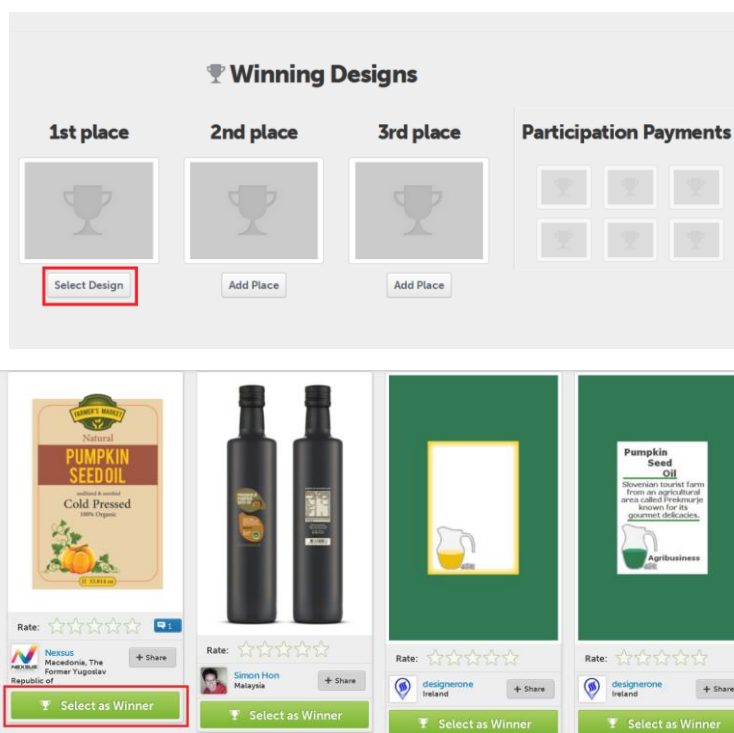 Winning Designs
1st place
2nd place
3rd place
Participation Payments
Select Design
Add Place
Add Place
FARMER'S MARKET
Natural
PUMPKIN
SEED OIL
Cold Pressed
100% Organic
Rate:
1
NEXSUS
Nexsus
Macedonia, The
Former Yugoslav
Republic of
+ Share
Select as Winner
Rate:
Simon Hon
Malaysia
+ Share
Select as Winner
Rate:
designerone
Ireland
+ Share
Select as Winner
Pumpkin
Seed
Oil
Slovenian tourist farm
from an agricultural
area called Prekmurje
known for its
gourmet delicacies.
Agribusiness
Rate:
designerone
Ireland
+ Share
Select as Winner